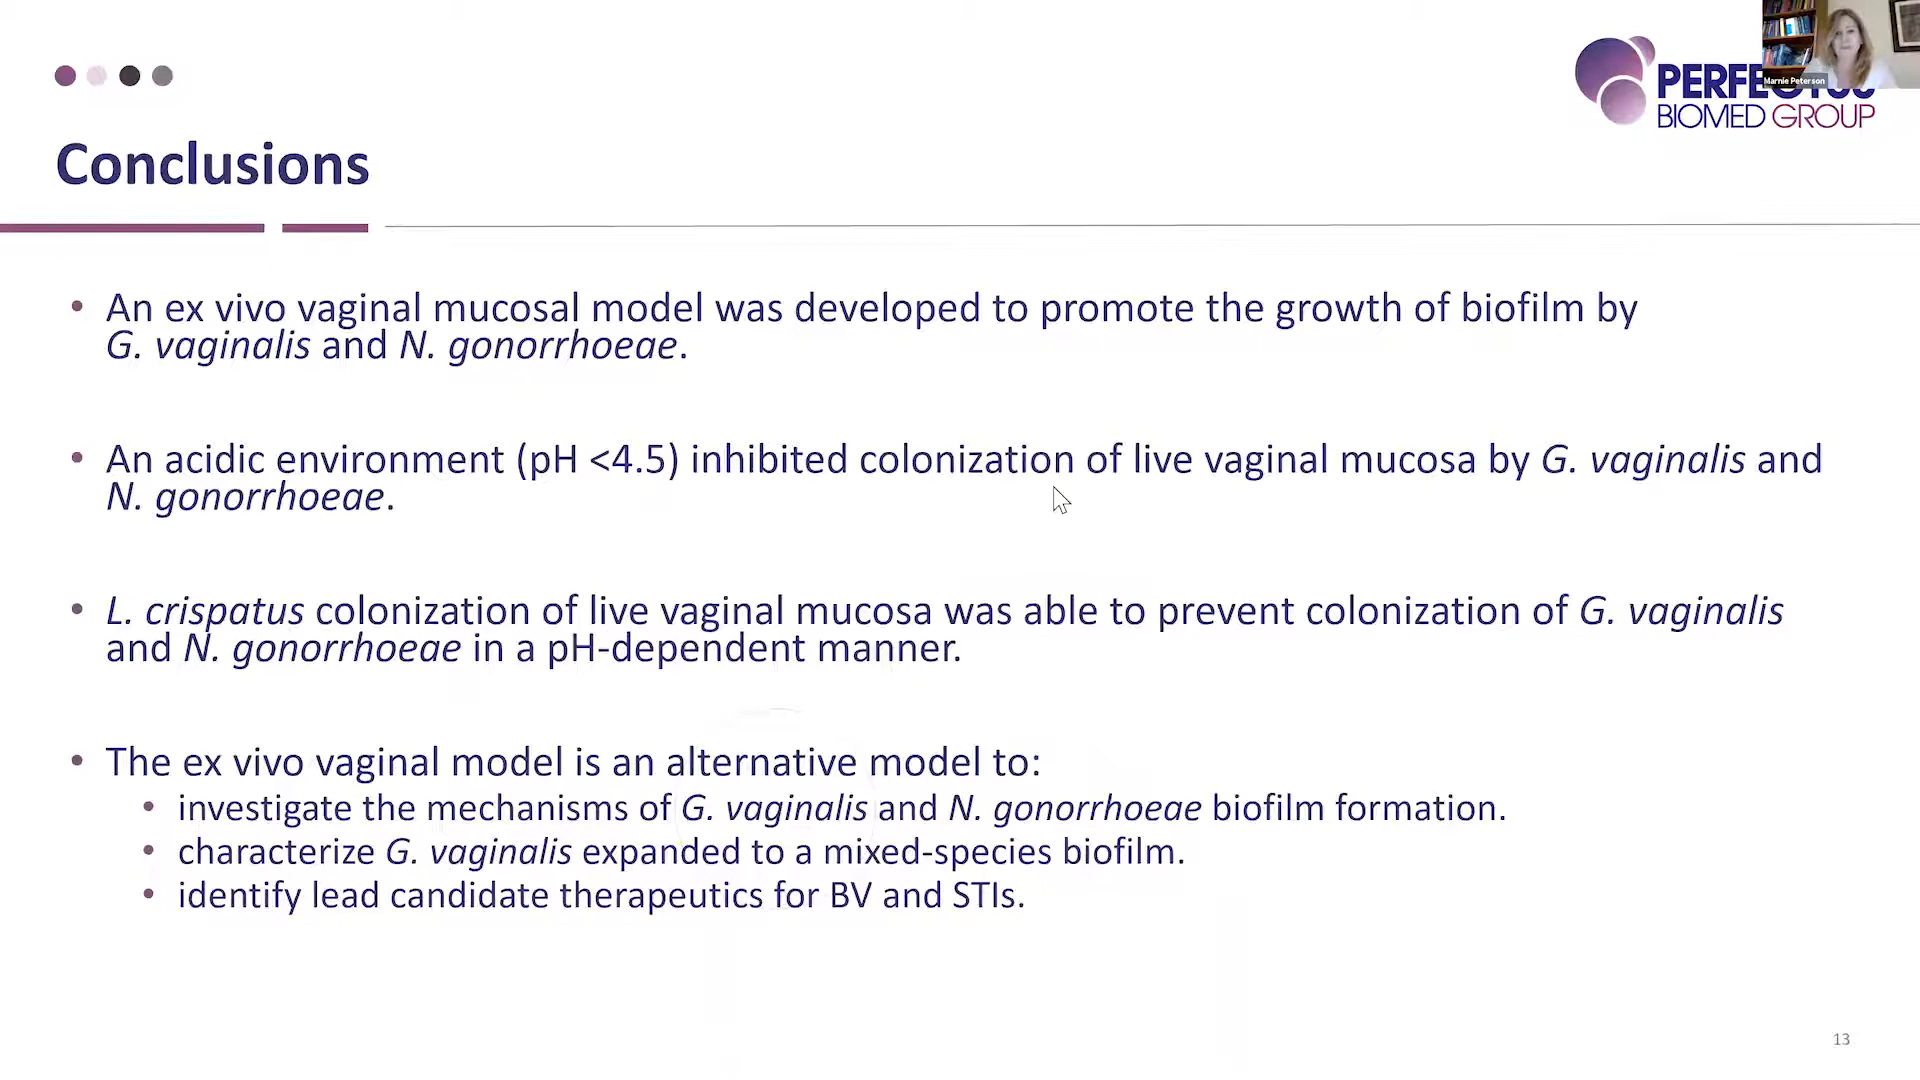 Marnie Peterson
BIOMED GROUP
Conclusions
• An ex vivo vaginal mucosal model was developed to promote the growth of biofilm by
G. vaginalis and N. gonorrhoeae.
• An acidic environment (pH <4.5) inhibited colonization of live vaginal mucosa by G. vaginalis and
N. gonorrhoeae.
• L. crispatus colonization of live vaginal mucosa was able to prevent colonization of G. vaginalis
and N. gonorrhoeae in a pH-dependent manner.
• The ex vivo vaginal model is an alternative model to:
• investigate the mechanisms of G. vaginalis and N. gonorrhoeae biofilm formation.
• characterize G. vaginalis expanded to a mixed-species biofilm.
• identify lead candidate therapeutics for BV and STIs.
13